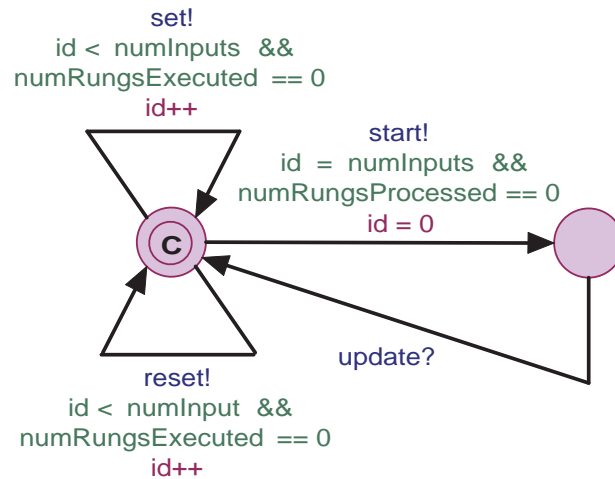 set!
id < numInputs &&
numRungsExecuted == 0
id++
start!
id = numInputs &&
numRungsProcessed == 0
id = 0
C
update?
reset!
id < numInput &&
numRungsExecuted == 0
id++